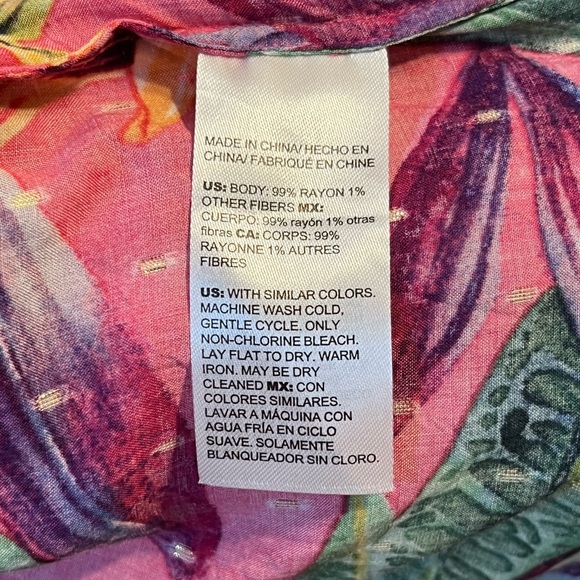 MADE IN CHINA/ HECHO EN
CHINA/ FABRIQUÉ EN CHINE
US: BODY: 99% RAYON 1%
OTHER FIBERS MX:
CUERPO: 99% rayón 1% otras
fibras CA: CORPS: 99%
RAYONNE 1% AUTRES
FIBRES
US: WITH SIMILAR COLORS.
MACHINE WASH COLD,
GENTLE CYCLE. ONLY
NON-CHLORINE BLEACH.
LAY FLAT TO DRY. WARM
IRON. MAY BE DRY
CLEANED MX: CON
COLORES SIMILARES.
LAVAR A MÁQUINA CON
AGUA FRÍA EN CICLO
SUAVE. SOLAMENTE
BLANQUEADOR SIN CLORO.